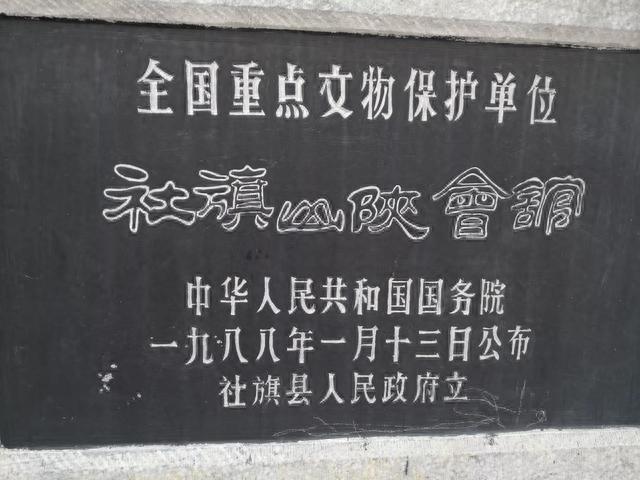 全国重点文物保护单位
社旗山陕會舘
中华人民共和国国务院
一九八八年一月十三日公布
社旗县人民政府立